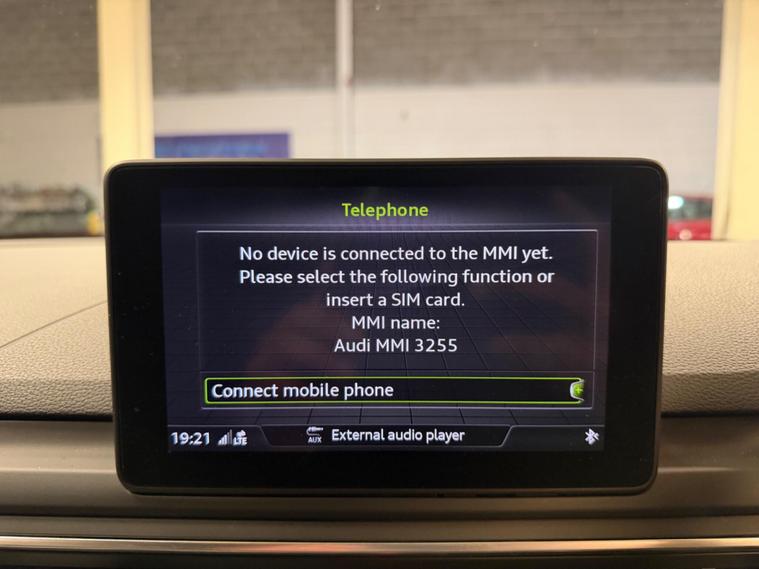 Telephone
No device is connected to the MMI yet.
Please select the following function or
insert a SIM card.
MMI name:
Audi MMI 3255
Connect mobile phone
19:21 LTE AUX External audio player